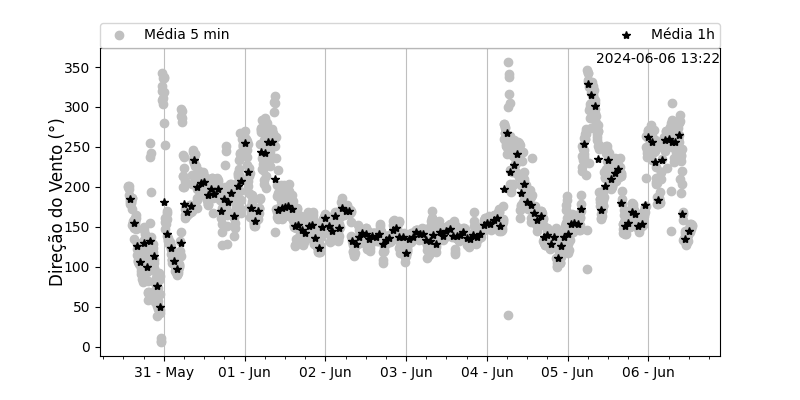 Média 5 min
Média 1h
2024-06-06 13:22
Direção do Vento (°)
350
300
250
200
150
100
50
0
31 - May
01 - Jun
02 - Jun
03 - Jun
04 - Jun
05 - Jun
06 - Jun